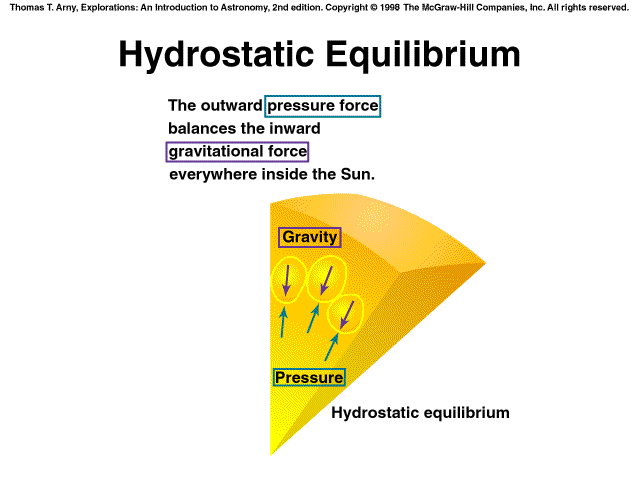 Thomas T. Arny, Explorations: An Introduction to Astronomy, 2nd edition. Copyright © 1998 The McGraw-Hill Companies, Inc. All rights reserved.
Hydrostatic Equilibrium
The outward pressure force
balances the inward
gravitational force
everywhere inside the Sun.
Gravity
Pressure
Hydrostatic equilibrium